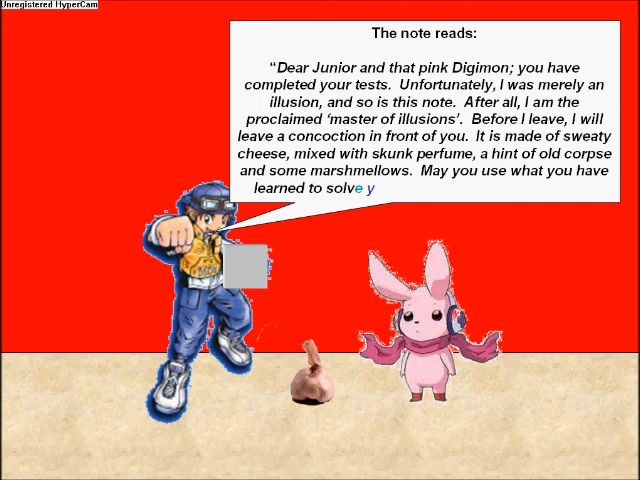 Unregistered HyperCam
The note reads:
“Dear Junior and that pink Digimon; you have
completed your tests. Unfortunately, I was merely an
illusion, and so is this note. After all, I am the
proclaimed ‘master of illusions’. Before I leave, I will
leave a concoction in front of you. It is made of sweaty
cheese, mixed with skunk perfume, a hint of old corpse
and some marshmellows. May you use what you have
learned to solve y